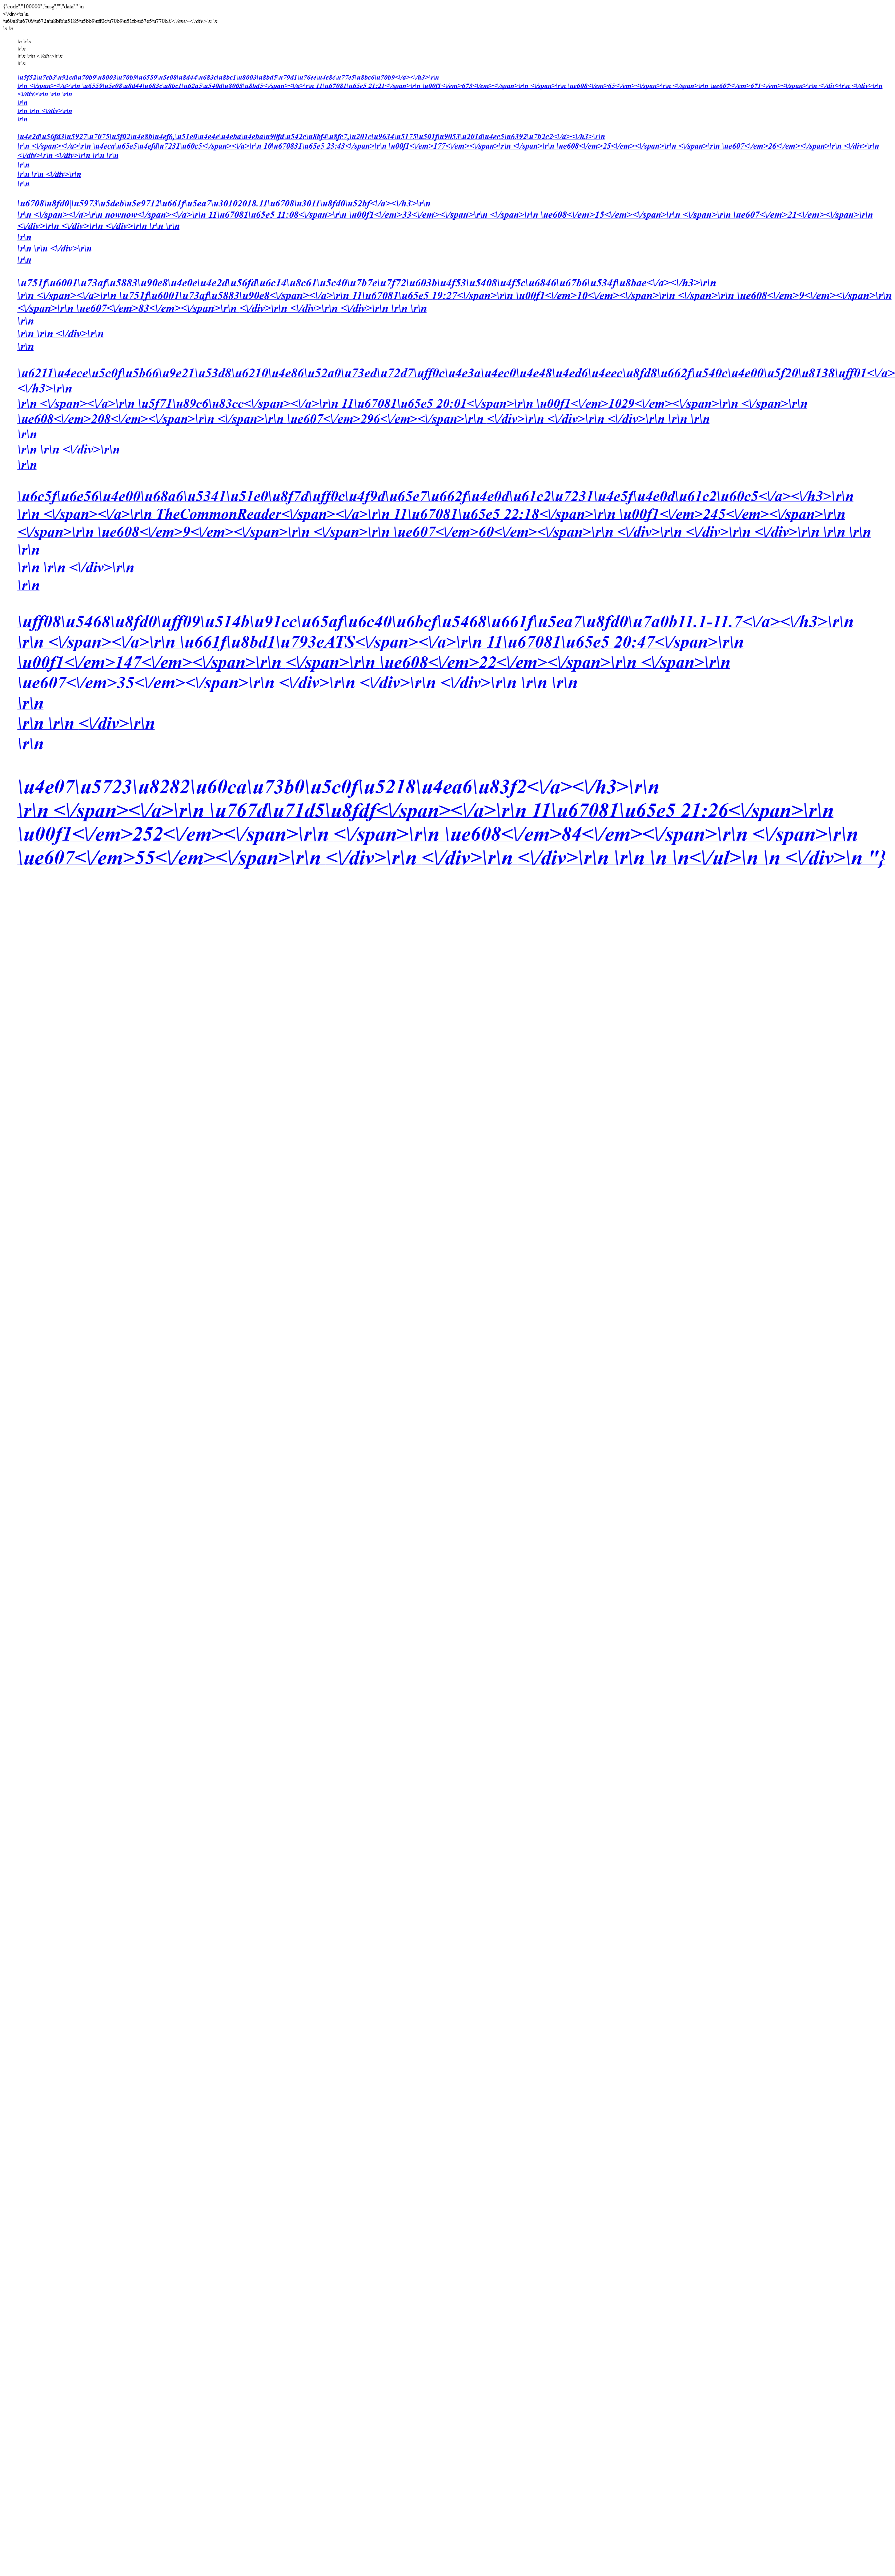 {"code":"100000","msg":"","data":" \n
<\/div>\n \n
\u60a8\u6709\u672a\u8bfb\u5185\u5bb9\uff0c\u70b9\u51fb\u67e5\u770b<\/em><\/div>\n \n
\n \n
\n \r\n
\r\n
\r\n \r\n <\/div>\r\n
\r\n
\u5f52\u7eb3\u91cd\u70b9\u8003\u70b9\u6559\u5e08\u8d44\u683c\u8bc1\u8003\u8bd5\u79d1\u76ee\u4e8c\u77e5\u8bc6\u70b9<\/a><\/h3>\r\n
\r\n <\/span><\/a>\r\n \u6559\u5e08\u8d44\u683c\u8bc1\u62a5\u540d\u8003\u8bd5<\/span><\/a>\r\n 11\u67081\u65e5 21:21<\/span>\r\n \u00f1<\/em>673<\/em><\/span>\r\n <\/span>\r\n \ue608<\/em>65<\/em><\/span>\r\n <\/span>\r\n \ue607<\/em>671<\/em><\/span>\r\n <\/div>\r\n <\/div>\r\n
<\/div>\r\n \r\n \r\n
\r\n
\r\n \r\n <\/div>\r\n
\r\n
\u4e2d\u56fd3\u5927\u7075\u5f02\u4e8b\u4ef6,\u51e0\u4e4e\u4eba\u4eba\u90fd\u542c\u8bf4\u8fc7,\u201c\u9634\u5175\u501f\u9053\u201d\u4ec5\u6392\u7b2c2<\/a><\/h3>\r\n
\r\n <\/span><\/a>\r\n \u4eca\u65e5\u4efd\u7231\u60c5<\/span><\/a>\r\n 10\u670831\u65e5 23:43<\/span>\r\n \u00f1<\/em>177<\/em><\/span>\r\n <\/span>\r\n \ue608<\/em>25<\/em><\/span>\r\n <\/span>\r\n \ue607<\/em>26<\/em><\/span>\r\n <\/div>\r\n
<\/div>\r\n <\/div>\r\n \r\n \r\n
\r\n
\r\n \r\n <\/div>\r\n
\r\n
\u6708\u8fd0|\u5973\u5deb\u5e97\u9712\u661f\u5ea7\u30102018.11\u6708\u3011\u8fd0\u52bf<\/a><\/h3>\r\n
\r\n <\/span><\/a>\r\n nownow<\/span><\/a>\r\n 11\u67081\u65e5 11:08<\/span>\r\n \u00f1<\/em>33<\/em><\/span>\r\n <\/span>\r\n \ue608<\/em>15<\/em><\/span>\r\n <\/span>\r\n \ue607<\/em>21<\/em><\/span>\r\n
<\/div>\r\n <\/div>\r\n <\/div>\r\n \r\n \r\n
\r\n
\r\n \r\n <\/div>\r\n
\r\n
\u751f\u6001\u73af\u5883\u90e8\u4e0e\u4e2d\u56fd\u6c14\u8c61\u5c40\u7b7e\u7f72\u603b\u4f53\u5408\u4f5c\u6846\u67b6\u534f\u8bae<\/a><\/h3>\r\n
\r\n <\/span><\/a>\r\n \u751f\u6001\u73af\u5883\u90e8<\/span><\/a>\r\n 11\u67081\u65e5 19:27<\/span>\r\n \u00f1<\/em>10<\/em><\/span>\r\n <\/span>\r\n \ue608<\/em>9<\/em><\/span>\r\n
<\/span>\r\n \ue607<\/em>83<\/em><\/span>\r\n <\/div>\r\n <\/div>\r\n <\/div>\r\n \r\n \r\n
\r\n
\r\n \r\n <\/div>\r\n
\r\n
\u6211\u4ece\u5c0f\u5b66\u9e21\u53d8\u6210\u4e86\u52a0\u73ed\u72d7\uff0c\u4e3a\u4ec0\u4e48\u4ed6\u4eec\u8fd8\u662f\u540c\u4e00\u5f20\u8138\uff01<\/a>
<\/h3>\r\n
\r\n <\/span><\/a>\r\n \u5f71\u89c6\u83cc<\/span><\/a>\r\n 11\u67081\u65e5 20:01<\/span>\r\n \u00f1<\/em>1029<\/em><\/span>\r\n <\/span>\r\n
\ue608<\/em>208<\/em><\/span>\r\n <\/span>\r\n \ue607<\/em>296<\/em><\/span>\r\n <\/div>\r\n <\/div>\r\n <\/div>\r\n \r\n \r\n
\r\n
\r\n \r\n <\/div>\r\n
\r\n
\u6c5f\u6e56\u4e00\u68a6\u5341\u51e0\u8f7d\uff0c\u4f9d\u65e7\u662f\u4e0d\u61c2\u7231\u4e5f\u4e0d\u61c2\u60c5<\/a><\/h3>\r\n
\r\n <\/span><\/a>\r\n TheCommonReader<\/span><\/a>\r\n 11\u67081\u65e5 22:18<\/span>\r\n \u00f1<\/em>245<\/em><\/span>\r\n
<\/span>\r\n \ue608<\/em>9<\/em><\/span>\r\n <\/span>\r\n \ue607<\/em>60<\/em><\/span>\r\n <\/div>\r\n <\/div>\r\n <\/div>\r\n \r\n \r\n
\r\n
\r\n \r\n <\/div>\r\n
\r\n
\uff08\u5468\u8fd0\uff09\u514b\u91cc\u65af\u6c40\u6bcf\u5468\u661f\u5ea7\u8fd0\u7a0b11.1-11.7<\/a><\/h3>\r\n
\r\n <\/span><\/a>\r\n \u661f\u8bd1\u793eATS<\/span><\/a>\r\n 11\u67081\u65e5 20:47<\/span>\r\n
\u00f1<\/em>147<\/em><\/span>\r\n <\/span>\r\n \ue608<\/em>22<\/em><\/span>\r\n <\/span>\r\n
\ue607<\/em>35<\/em><\/span>\r\n <\/div>\r\n <\/div>\r\n <\/div>\r\n \r\n \r\n
\r\n
\r\n \r\n <\/div>\r\n
\r\n
\u4e07\u5723\u8282\u60ca\u73b0\u5c0f\u5218\u4ea6\u83f2<\/a><\/h3>\r\n
\r\n <\/span><\/a>\r\n \u767d\u71d5\u8fdf<\/span><\/a>\r\n 11\u67081\u65e5 21:26<\/span>\r\n
\u00f1<\/em>252<\/em><\/span>\r\n <\/span>\r\n \ue608<\/em>84<\/em><\/span>\r\n <\/span>\r\n
\ue607<\/em>55<\/em><\/span>\r\n <\/div>\r\n <\/div>\r\n <\/div>\r\n \r\n \n \n<\/ul>\n \n <\/div>\n "}